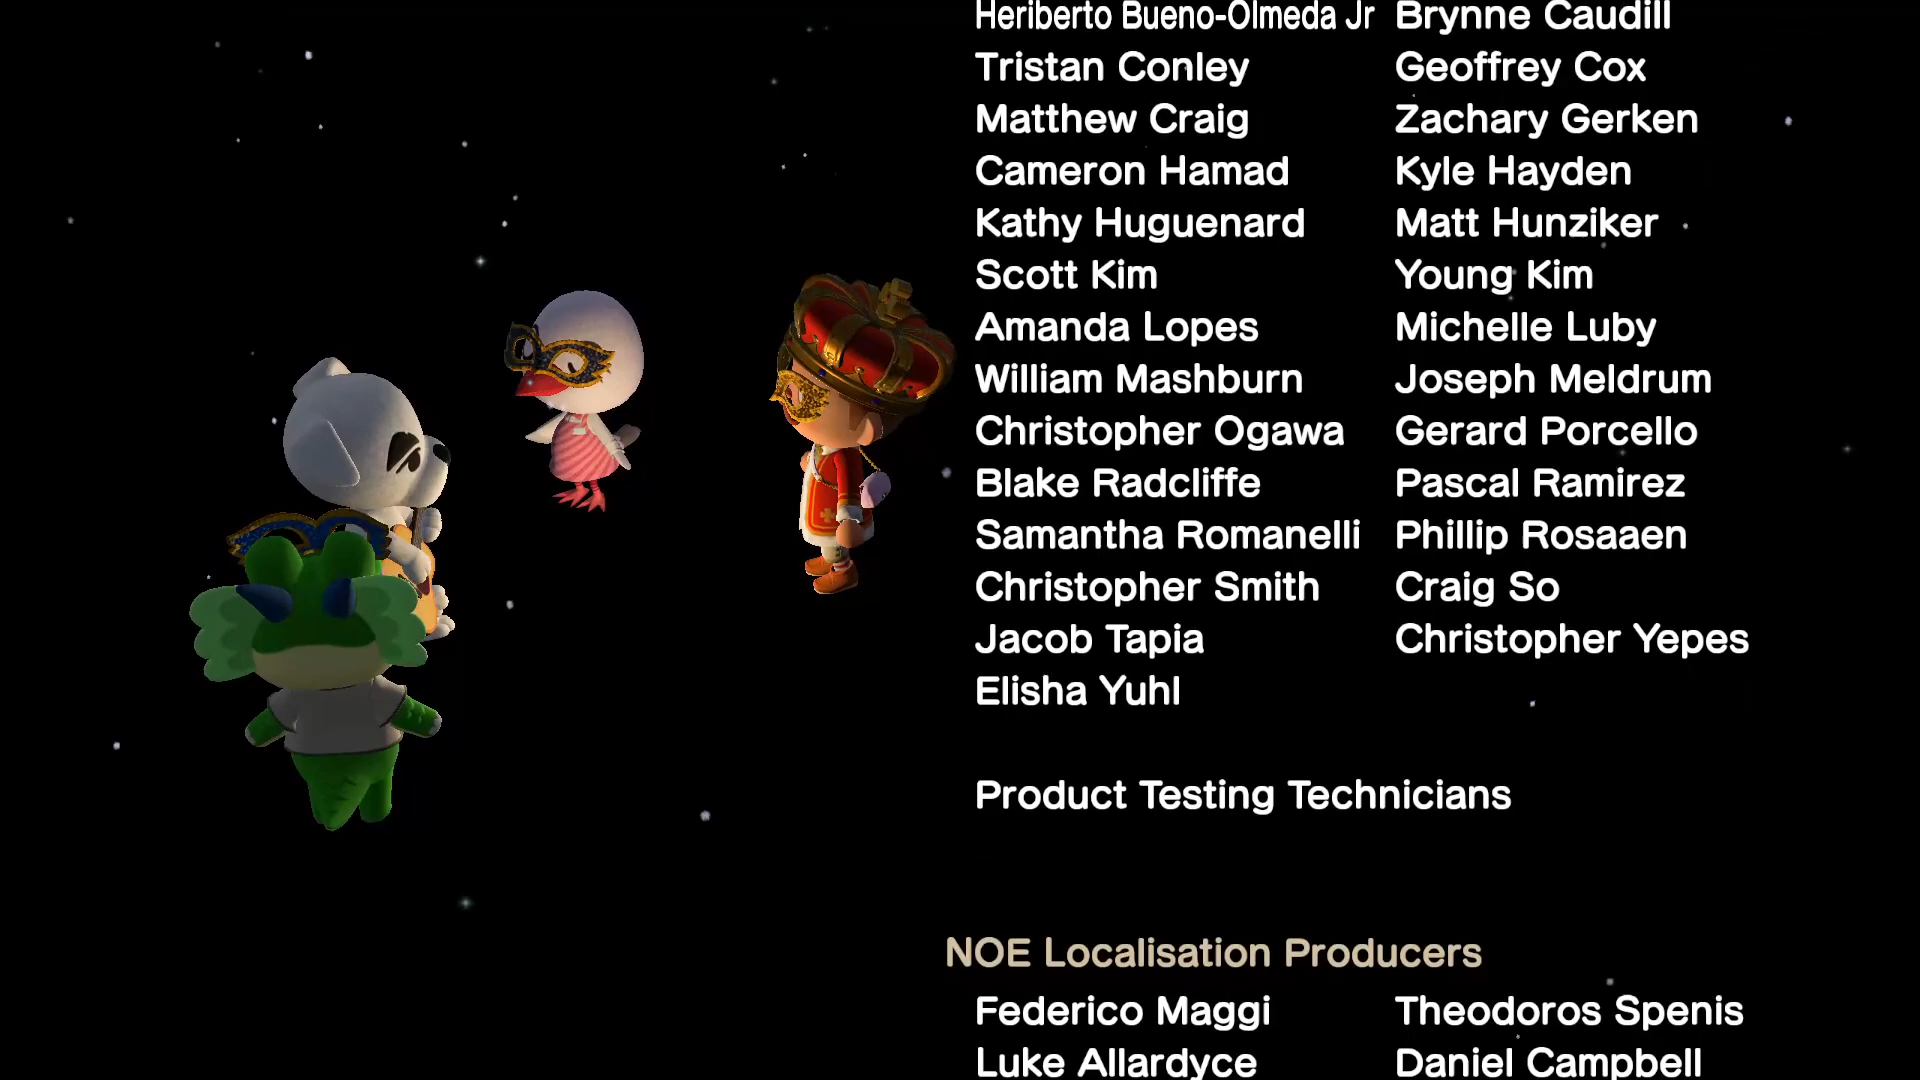 Heriberto Bueno-Olmeda Jr Brynne Caudill
Tristan Conley Geoffrey Cox
Matthew Craig Zachary Gerken
Cameron Hamad Kyle Hayden
Kathy Huguenard Matt Hunziker
Scott Kim Young Kim
Amanda Lopes Michelle Luby
William Mashburn Joseph Meldrum
Christopher Ogawa Gerard Porcello
Blake Radcliffe Pascal Ramirez
Samantha Romanelli Phillip Rosaaen
Christopher Smith Craig So
Jacob Tapia Christopher Yepes
Elisha Yuhl
Product Testing Technicians
NOE Localisation Producers
Federico Maggi Theodoros Spenis
Luke Allardyce Daniel Campbell